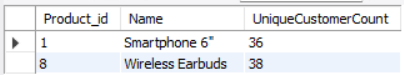 Product_id Name UniqueCustomerCount
1 Smartphone 6" 36
8 Wireless Earbuds 38